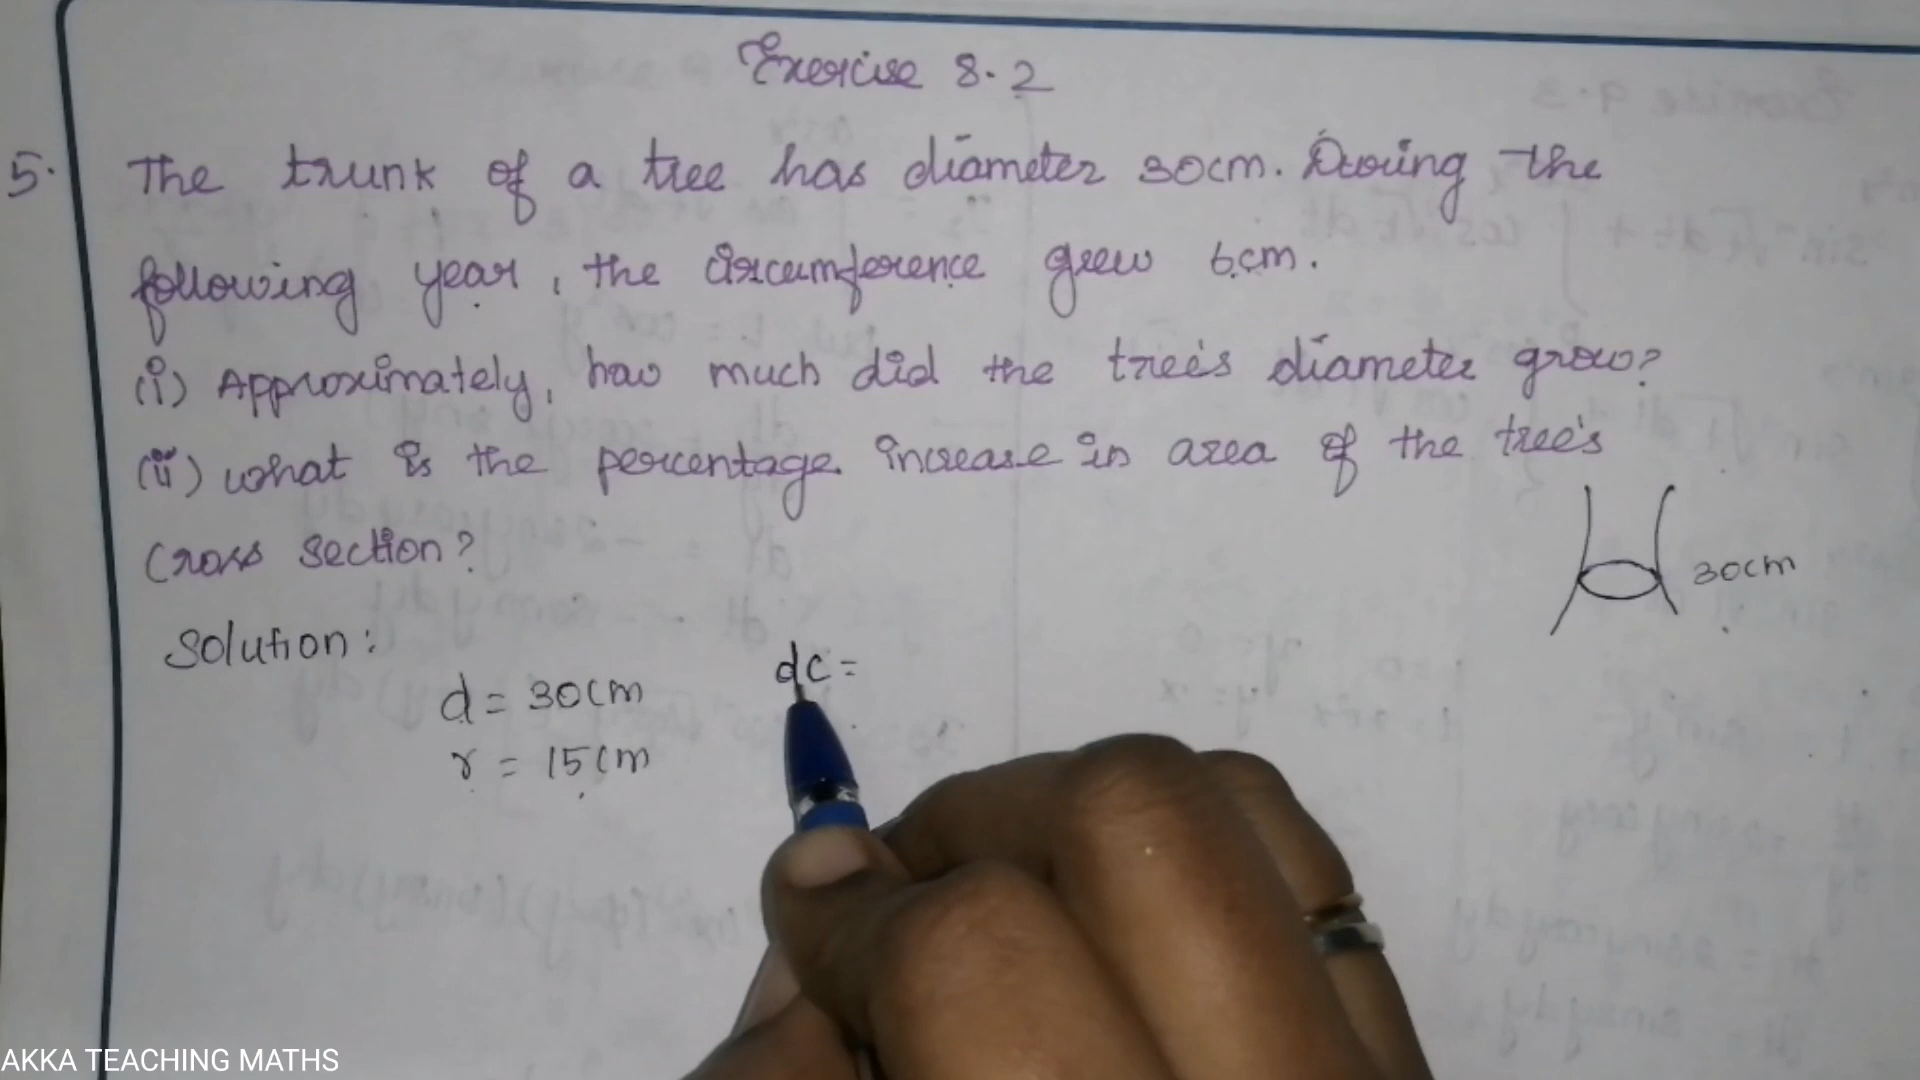 Exercise 8.2
5. The trunk of a tree has diameter 30cm. During the
following year, the circumference grew 6cm.
(i) Approximately, how much did the tree's diameter grow?
(ii) what is the percentage increase in area of the tree's
cross section?
30cm
Solution:
d = 30cm
dc =
r = 15cm
AKKA TEACHING MATHS